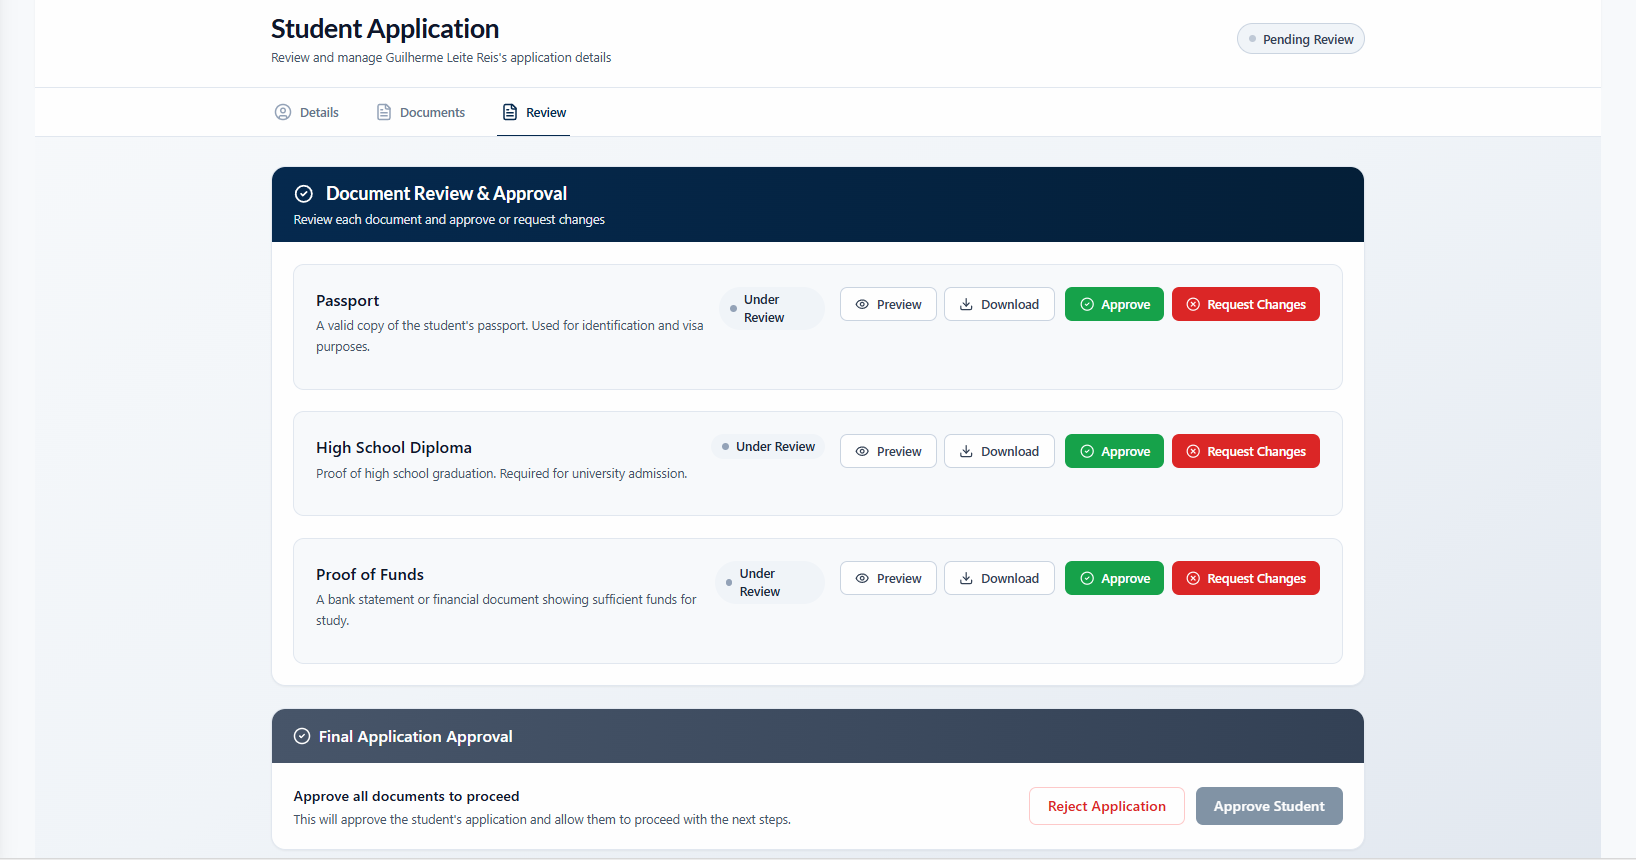 Student Application
Review and manage Guilherme Leite Reis's application details
Pending Review
Details
Documents
Review
Document Review & Approval
Review each document and approve or request changes
Passport
A valid copy of the student's passport. Used for identification and visa
purposes.
Under
Review
Preview
Download
Approve
Request Changes
High School Diploma
Proof of high school graduation. Required for university admission.
Under Review
Preview
Download
Approve
Request Changes
Proof of Funds
A bank statement or financial document showing sufficient funds for
study.
Under
Review
Preview
Download
Approve
Request Changes
Final Application Approval
Approve all documents to proceed
This will approve the student's application and allow them to proceed with the next steps.
Reject Application
Approve Student